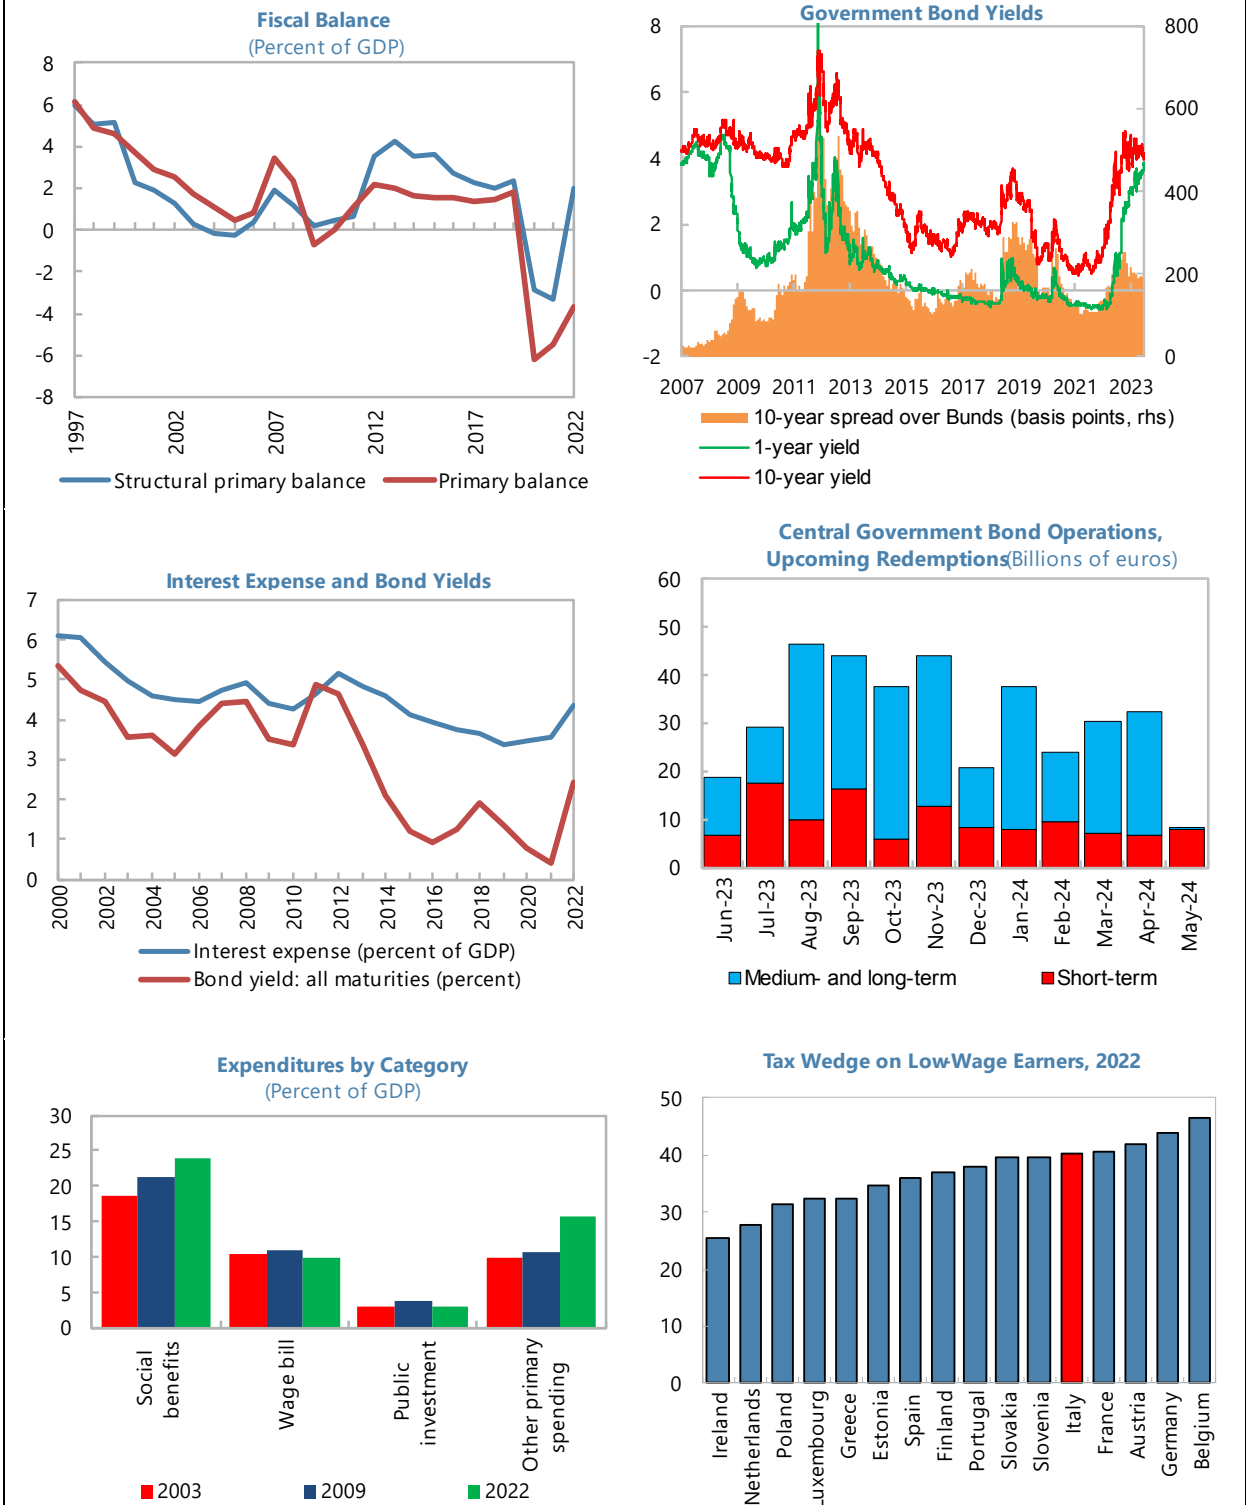 Fiscal Balance
(Percent of GDP)
8
6
4
2
0
-2
-4
-6
-8
1997
2002
2007
2012
2017
2022
Structural primary balance
Primary balance
Government Bond Yields
8
6
4
2
0
-2
800
600
400
200
0
2007
2009
2011
2013
2015
2017
2019
2021
2023
10-year spread over Bunds (basis points, rhs)
1-year yield
10-year yield
Interest Expense and Bond Yields
7
6
5
4
3
2
1
0
2000
2002
2004
2006
2008
2010
2012
2014
2016
2018
2020
2022
Interest expense (percent of GDP)
Bond yield: all maturities (percent)
Central Government Bond Operations,
Upcoming Redemptions(Billions of euros)
60
50
40
30
20
10
0
Jun-23
Jul-23
Aug-23
Sep-23
Oct-23
Nov-23
Dec-23
Jan-24
Feb-24
Mar-24
Apr-24
May-24
Medium- and long-term
Short-term
Expenditures by Category
(Percent of GDP)
30
25
20
15
10
5
0
Social
benefits
Wage bill
Public
investment
Other primary
spending
2003
2009
2022
Tax Wedge on Low-Wage Earners, 2022
50
40
30
20
10
0
Ireland
Netherlands
Poland
Luxembourg
Greece
Estonia
Spain
Finland
Portugal
Slovakia
Slovenia
Italy
France
Austria
Germany
Belgium